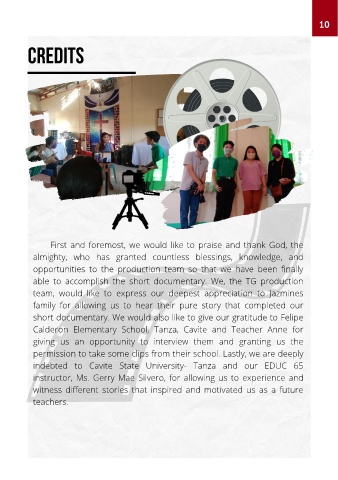 10
CREDITS
First and foremost, we would like to praise and thank God, the
almighty, who has granted countless blessings, knowledge, and
opportunities to the production team so that we have been finally
able to accomplish the short documentary. We, the TG production
team, would like to express our deepest appreciation to Jazmines
family for allowing us to hear their pure story that completed our
short documentary. We would also like to give our gratitude to Felipe
Calderon Elementary School, Tanza, Cavite and Teacher Anne for
giving us an opportunity to interview them and granting us the
permission to take some clips from their school. Lastly, we are deeply
indebted to Cavite State University- Tanza and our EDUC 65
instructor, Ms. Gerry Mae Silvero, for allowing us to experience and
witness different stories that inspired and motivated us as a future
teachers.